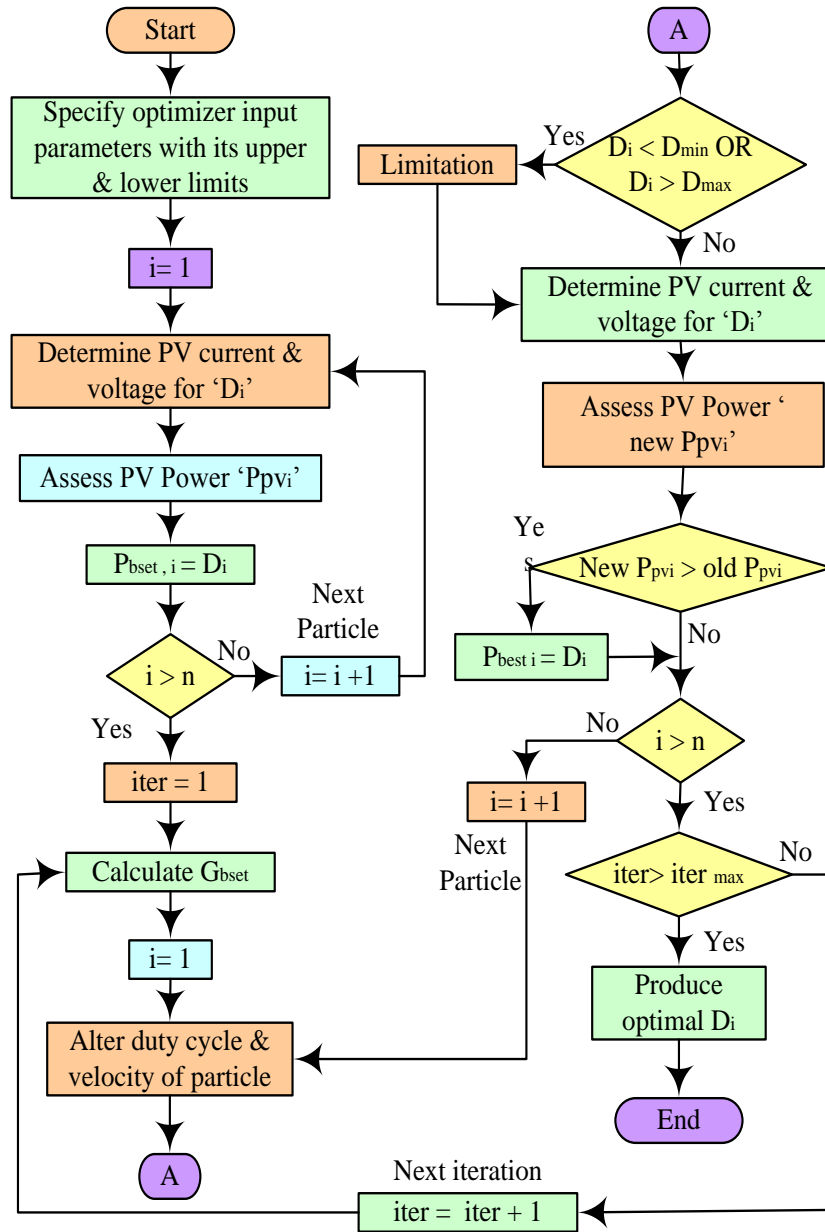 Start
Specify optimizer input
parameters with its upper
& lower limits
i= 1
Determine PV current &
voltage for ‘Di’
Assess PV Power ‘Ppvi’
Pbset , i = Di
i > n
No
Yes
Next
Particle
i= i +1
iter = 1
Calculate Gbset
i= 1
Alter duty cycle &
velocity of particle
A
A
Di < Dmin OR
Di > Dmax
Yes
Limitation
No
Determine PV current &
voltage for ‘Di’
Assess PV Power ‘
new Ppvi’
New Ppvi > old Ppvi
Ye
s
No
Pbest i = Di
i > n
No
i= i +1
Next
Particle
Yes
iter> iter max
No
Yes
Produce
optimal Di
End
Next iteration
iter = iter + 1